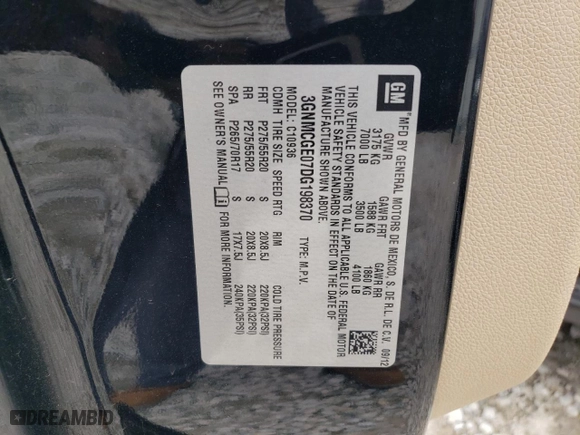 GM
MFD BY GENERAL MOTORS DE MEXICO, S. DE R.L. DE C.V. 09/12
GVWR GAWR FRT GAWR RR
3175 KG 1588 KG 1860 KG
7000 LB 3500 LB 4100 LB
THIS VEHICLE CONFORMS TO ALL APPLICABLE U.S. FEDERAL MOTOR
VEHICLE SAFETY STANDARDS IN EFFECT ON THE DATE OF
MANUFACTURE SHOWN ABOVE.
3GNMCGE07DG198370 TYPE: M.P.V.
MODEL: C10936
CDMH TIRE SIZE SPEED RTG RIM COLD TIRE PRESSURE
FRT P275/55R20 S 20X8.5J 220KPA(32PSI)
RR P275/55R20 S 20X8.5J 220KPA(32PSI)
SPA P265/70R17 S 17X7.5J 240KPA(35PSI)
SEE OWNER'S MANUAL FOR MORE INFORMATION.
DREAMBID